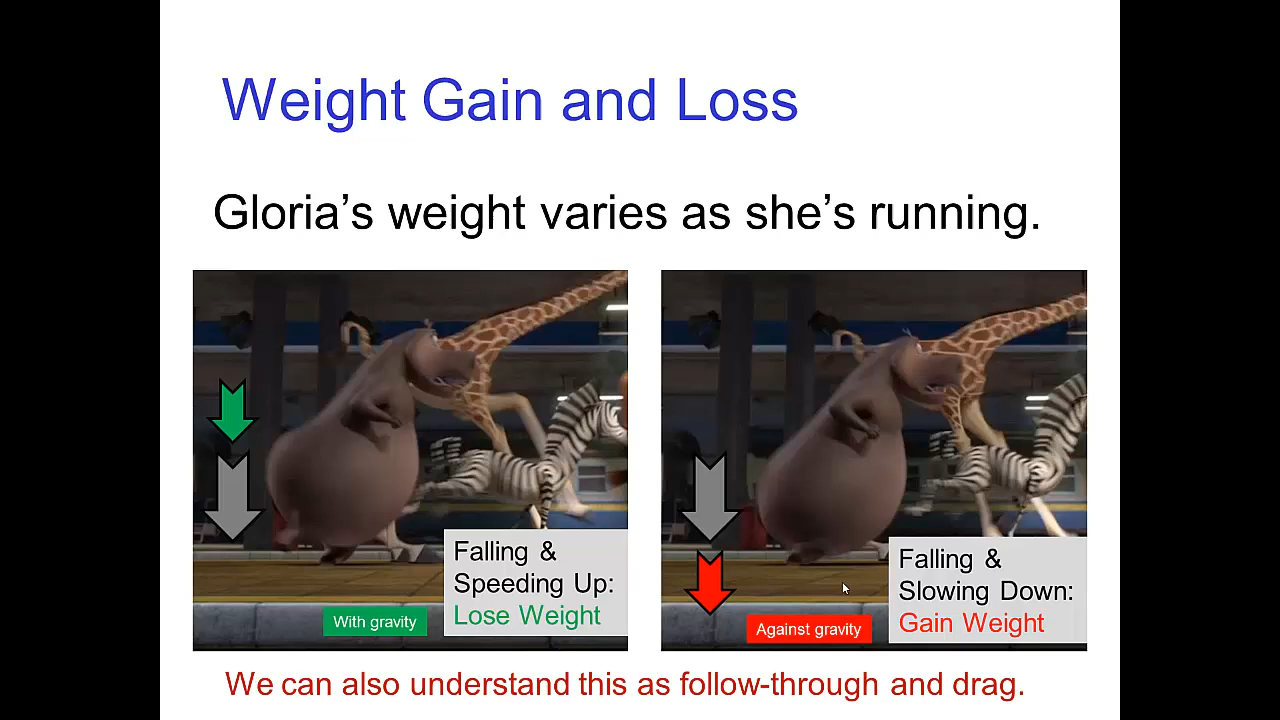 Weight Gain and Loss
Gloria's weight varies as she's running.
Falling &
Speeding Up:
Lose Weight
With gravity
Falling &
Slowing Down:
Gain Weight
Against gravity
We can also understand this as follow-through and drag.